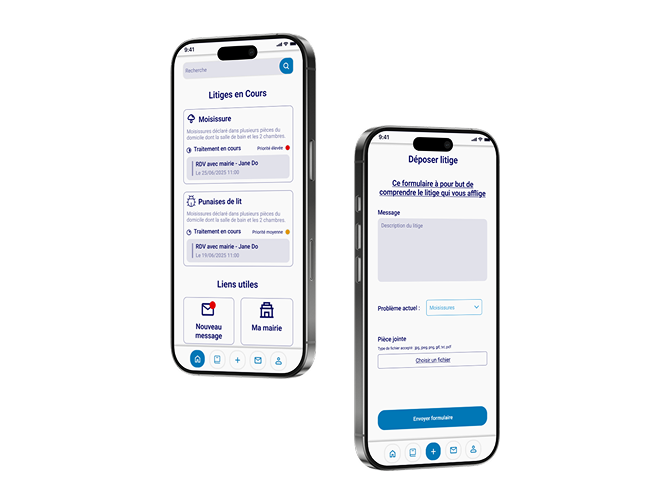 9:41
Recherche
Litiges en Cours
Moisissure
Moisissures déclaré dans plusieurs pièces du
domicile dont la salle de bain et les 2 chambres.
Traitement en cours
Priorité élevée
RDV avec mairie - Jane Do
Le 25/06/2025 11:00
Punaises de lit
Moisissures déclaré dans plusieurs pièces du
domicile dont la salle de bain et les 2 chambres.
Traitement en cours
Priorité moyenne
RDV avec mairie - Jane Do
Le 19/06/2025 11:00
Liens utiles
Nouveau
message
Ma mairie
9:41
Déposer litige
Ce formulaire à pour but de
comprendre le litige qui vous afflige
Message
Description du litige
Problème actuel :
Moisissures
Pièce jointe
Type de fichier accepté : jpg, jpeg, png, gif, txt, pdf
Choisir un fichier
Envoyer formulaire